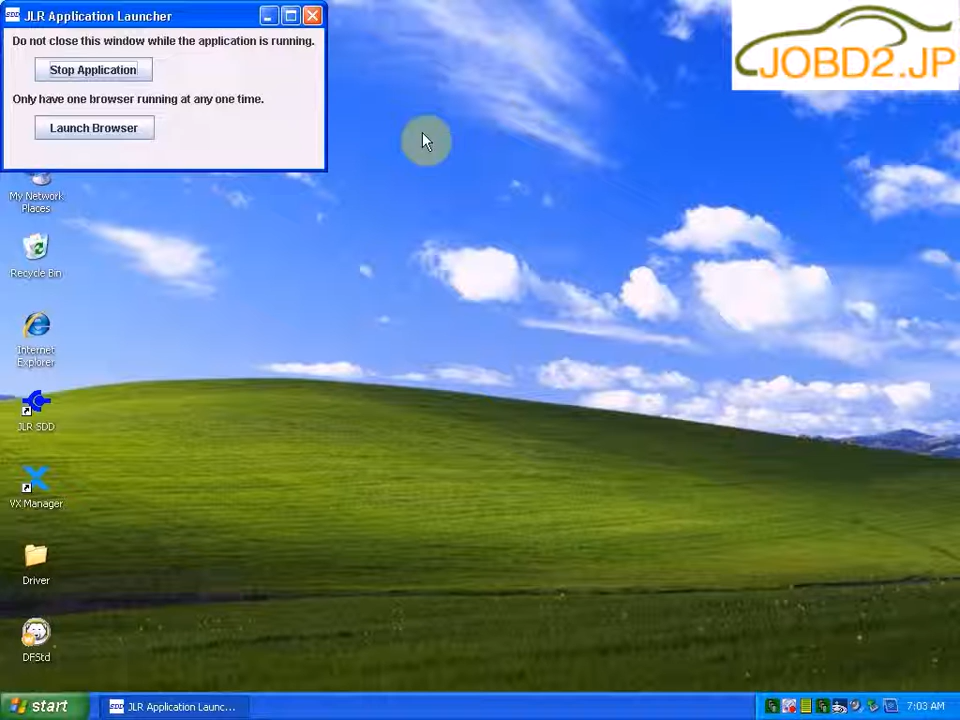 SDD JLR Application Launcher
Do not close this window while the application is running.
Stop Application
Only have one browser running at any one time.
Launch Browser
JOBD2.JP
My Network
Places
Recycle Bin
Internet
Explorer
JLR SDD
VX Manager
Driver
DFStd
start
SDD JLR Application Launc...
7:03 AM